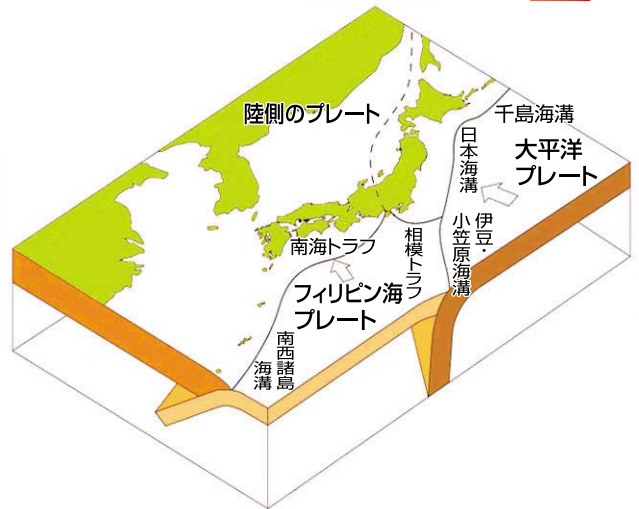 陸側のプレート
千島海溝
日本海溝
大平洋
プレート
伊豆・
小笠原海溝
相模トラフ
南海トラフ
フィリピン海
プレート
南西諸島
海溝